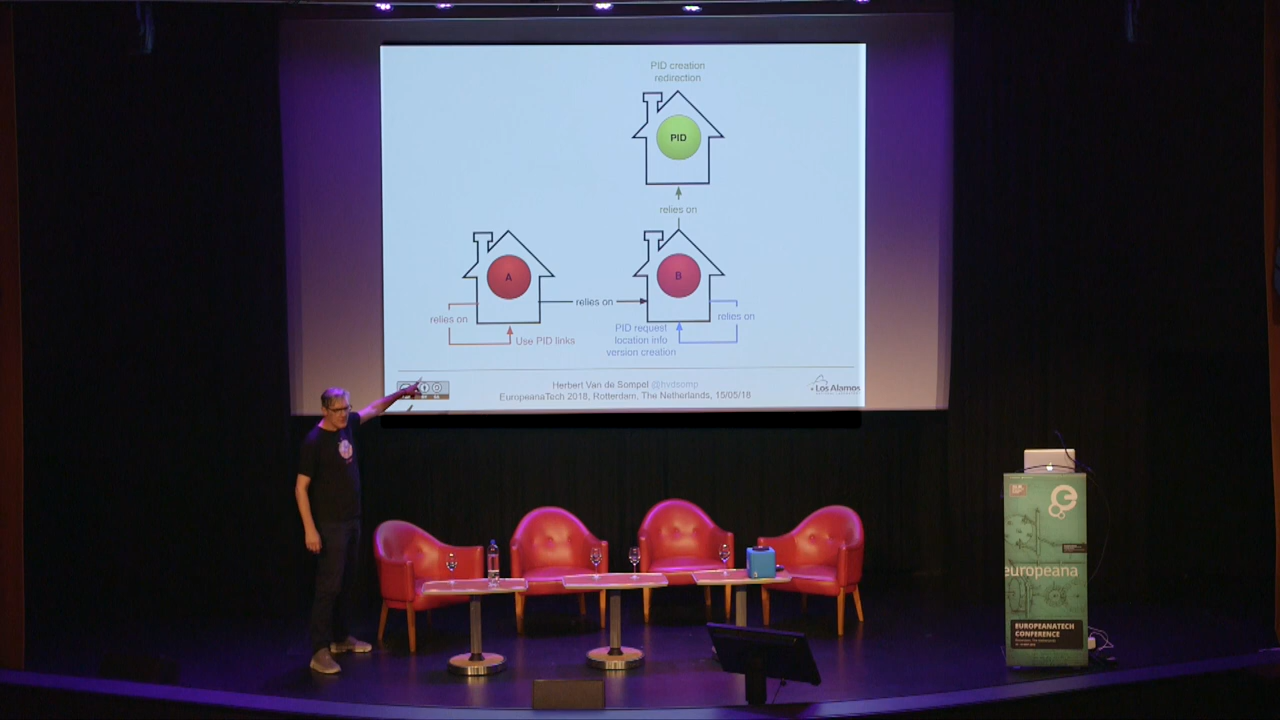 PID creation
redirection
PID
relies on
A
B
relies on
relies on
relies on
Use PID links
PID request
location info
version creation
Herbert Van de Sompel @hvdsomp
EuropeanaTech 2018, Rotterdam, The Netherlands, 15/05/18
Los Alamos
europeana
EUROPEANATECH
CONFERENCE